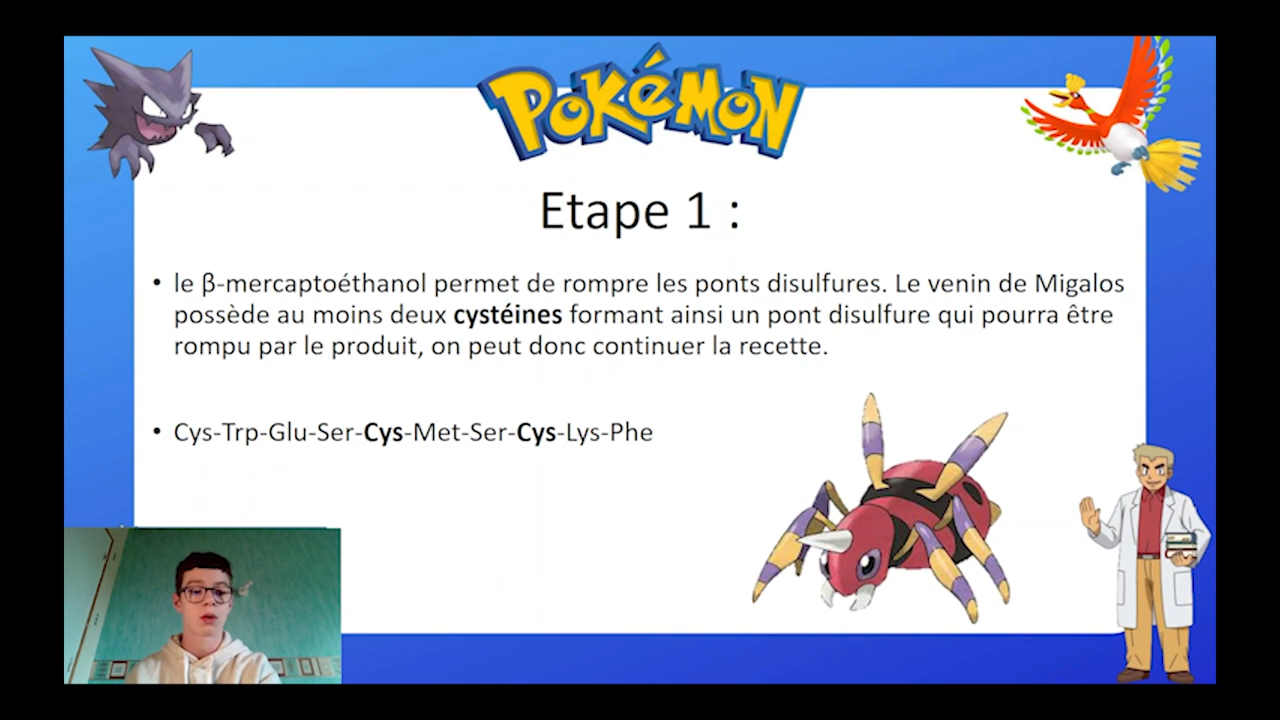 POKéMON
Etape 1 :
• le β-mercaptoéthanol permet de rompre les ponts disulfures. Le venin de Migalos
possède au moins deux cystéines formant ainsi un pont disulfure qui pourra être
rompu par le produit, on peut donc continuer la recette.
• Cys-Trp-Glu-Ser-Cys-Met-Ser-Cys-Lys-Phe